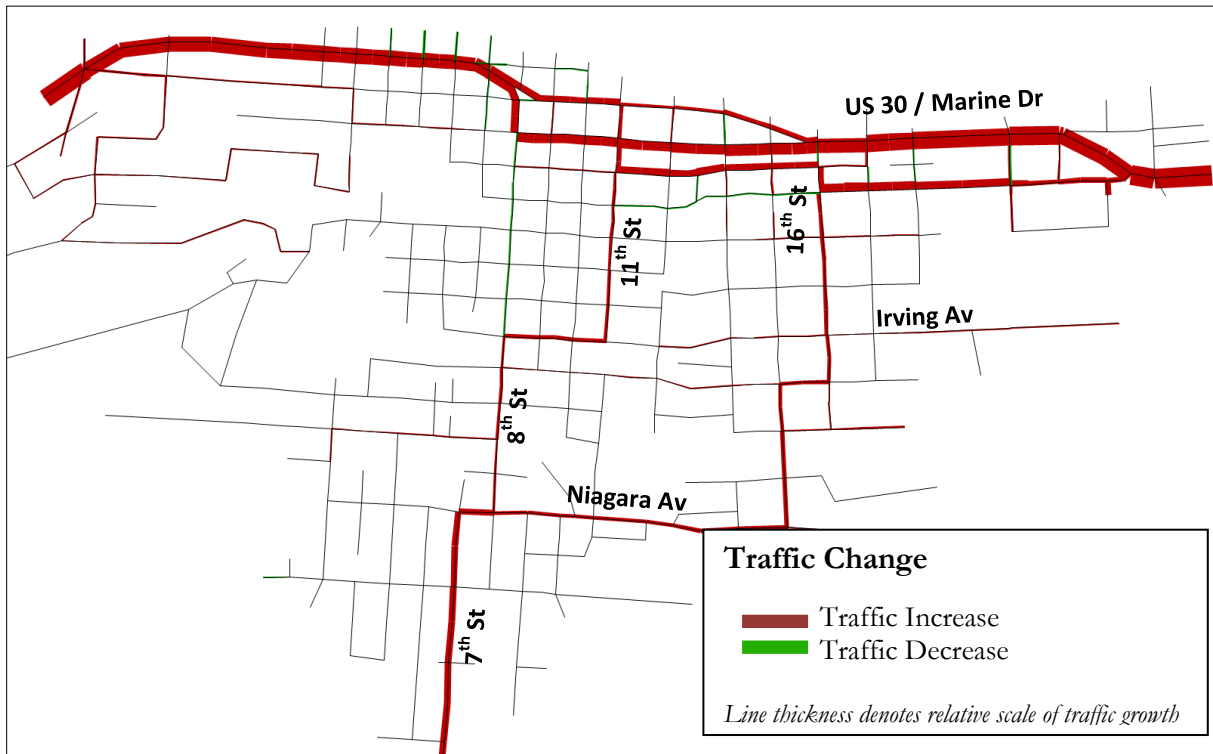 US 30 / Marine Dr
11th St
16th St
Irving Av
8th St
Niagara Av
7th St
Traffic Change
Traffic Increase
Traffic Decrease
Line thickness denotes relative scale of traffic growth